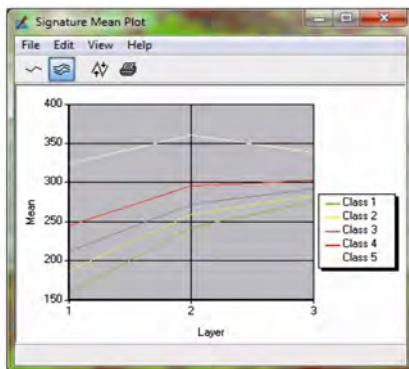 Signature Mean Plot
File Edit View Help
400
350
300
250
200
150
Mean
1 2 3
Layer
Class 1
Class 2
Class 3
Class 4
Class 5